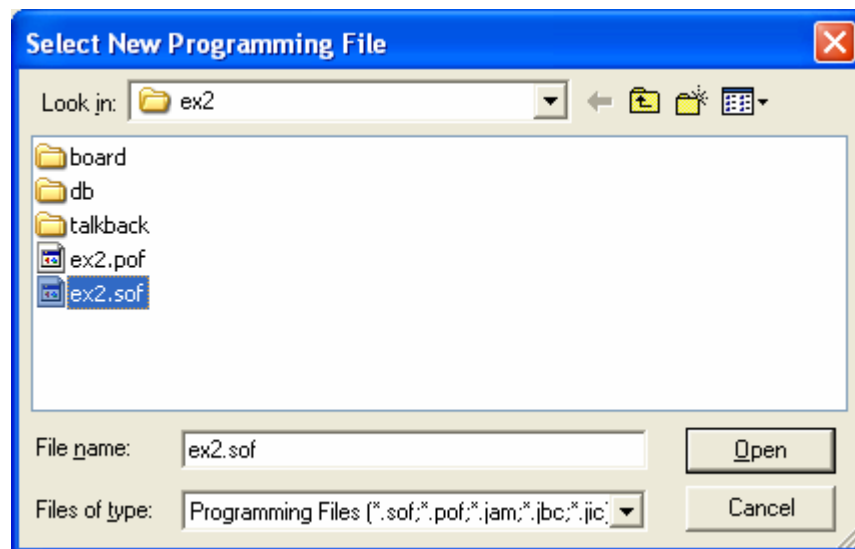 Select New Programming File
Look in: ex2
board
db
talkback
ex2.pof
ex2.sof
File name: ex2.sof Open
Files of type: Programming Files (*.sof;*.pof;*.jam;*.jbc;*.jic; Cancel